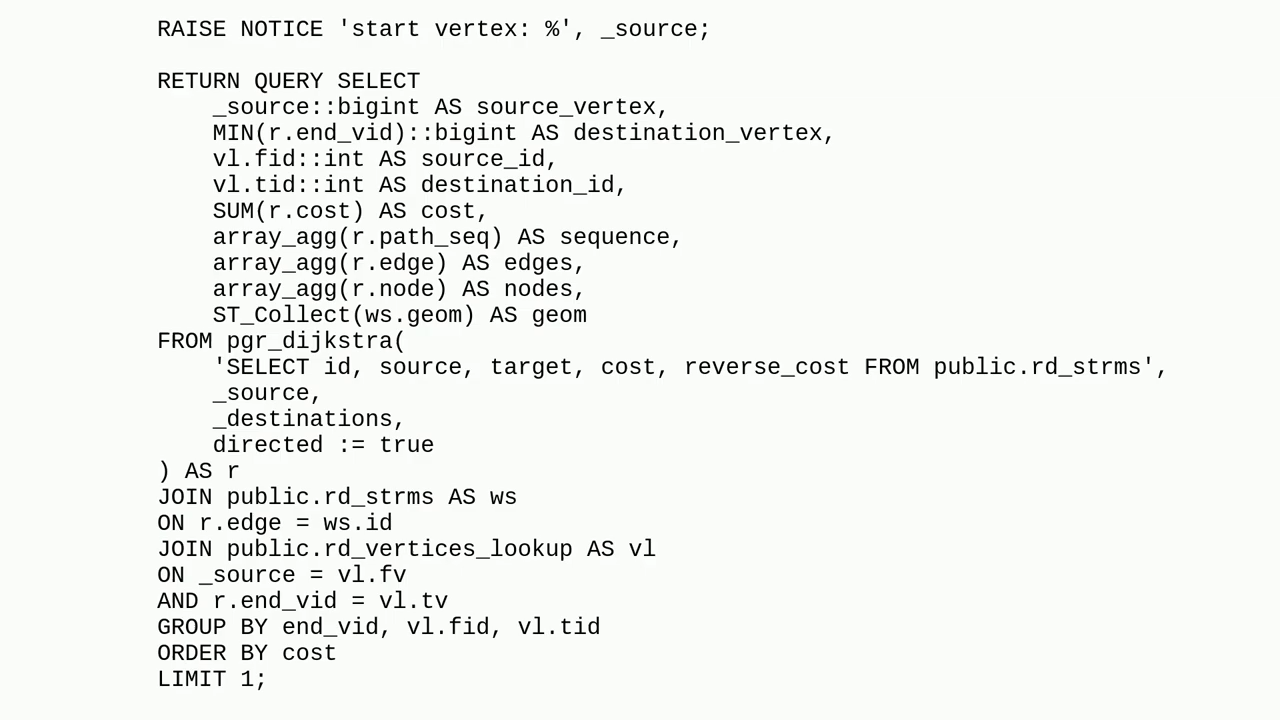 RAISE NOTICE 'start vertex: %', _source;
RETURN QUERY SELECT
_source::bigint AS source_vertex,
MIN(r.end_vid)::bigint AS destination_vertex,
vl.fid::int AS source_id,
vl.tid::int AS destination_id,
SUM(r.cost) AS cost,
array_agg(r.path_seq) AS sequence,
array_agg(r.edge) AS edges,
array_agg(r.node) AS nodes,
ST_Collect(ws.geom) AS geom
FROM pgr_dijkstra(
'SELECT id, source, target, cost, reverse_cost FROM public.rd_strms',
_source,
_destinations,
directed := true
) AS r
JOIN public.rd_strms AS ws
ON r.edge = ws.id
JOIN public.rd_vertices_lookup AS vl
ON _source = vl.fv
AND r.end_vid = vl.tv
GROUP BY end_vid, vl.fid, vl.tid
ORDER BY cost
LIMIT 1;